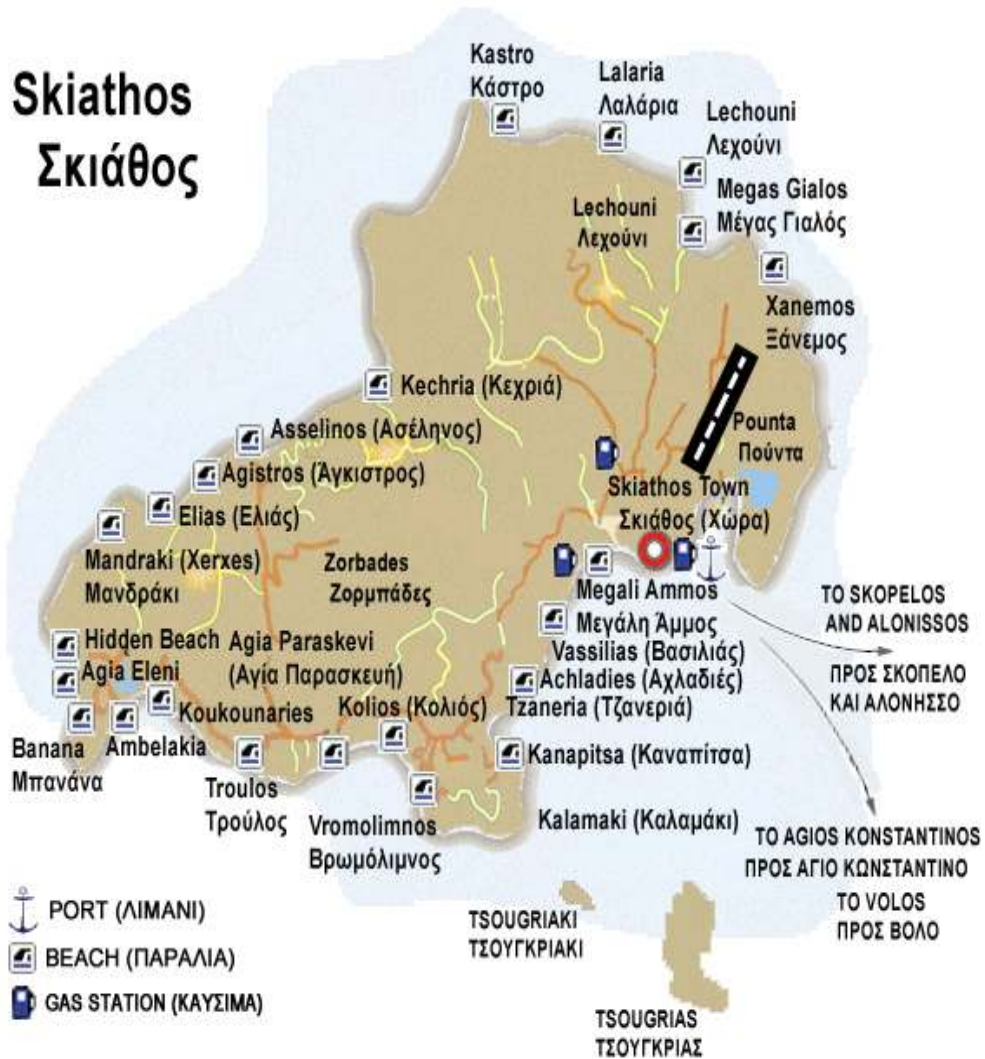 Skiathos
Σκιάθος
Kastro
Κάστρο
Lalaria
Λαλάρια
Lechouni
Λεχούνι
Megas Gialos
Μέγας Γιαλός
Lechouni
Λεχούνι
Xanemos
Ξάνεμος
Kechria (Κεχριά)
Asselinos (Ασέληνος)
Agistros (Άγκιστρος)
Elias (Ελιάς)
Mandraki (Xerxes)
Μανδράκι
Pounta
Πούντα
Skiathos Town
Σκιάθος (Χώρα)
Zorbades
Ζορμπάδες
Megali Ammos
Μεγάλη Άμμος
Vassilias (Βασιλιάς)
Achladies (Αχλαδιές)
Tzaneria (Τζανεριά)
Hidden Beach
Agia Eleni
Agia Paraskevi
(Αγία Παρασκευή)
Koukounaries
Kolios (Κολιός)
Banana
Μπανάνα
Ambelakia
Kanapitsa (Καναπίτσα)
Troulos
Τρούλος
Vromolimnos
Βρωμόλιμνος
Kalamaki (Καλαμάκι)
TO SKOPELOS
AND ALONISSOS
ΠΡΟΣ ΣΚΟΠΕΛΟ
ΚΑΙ ΑΛΟΝΗΣΣΟ
TO AGIOS KONSTANTINOS
ΠΡΟΣ ΑΓΙΟ ΚΩΝΣΤΑΝΤΙΝΟ
TO VOLOS
ΠΡΟΣ ΒΟΛΟ
TSOUGRIAKI
ΤΣΟΥΓΚΡΙΑΚΙ
TSOUGRIAS
ΤΣΟΥΓΚΡΙΑΣ
PORT (ΛΙΜΑΝΙ)
BEACH (ΠΑΡΑΛΙΑ)
GAS STATION (ΚΑΥΣΙΜΑ)